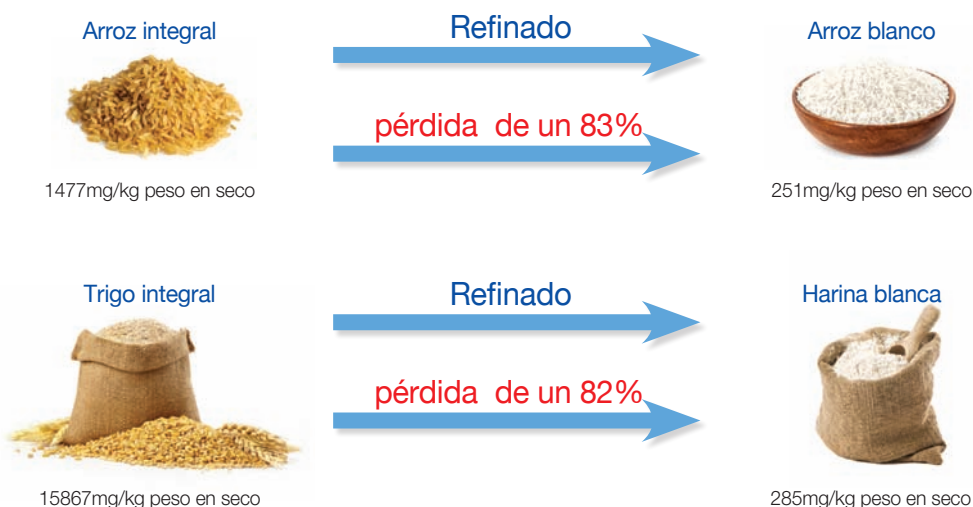 Arroz integral
Refinado
Arroz blanco
pérdida de un 83%
1477mg/kg peso en seco
251mg/kg peso en seco
Trigo integral
Refinado
Harina blanca
pérdida de un 82%
15867mg/kg peso en seco
285mg/kg peso en seco